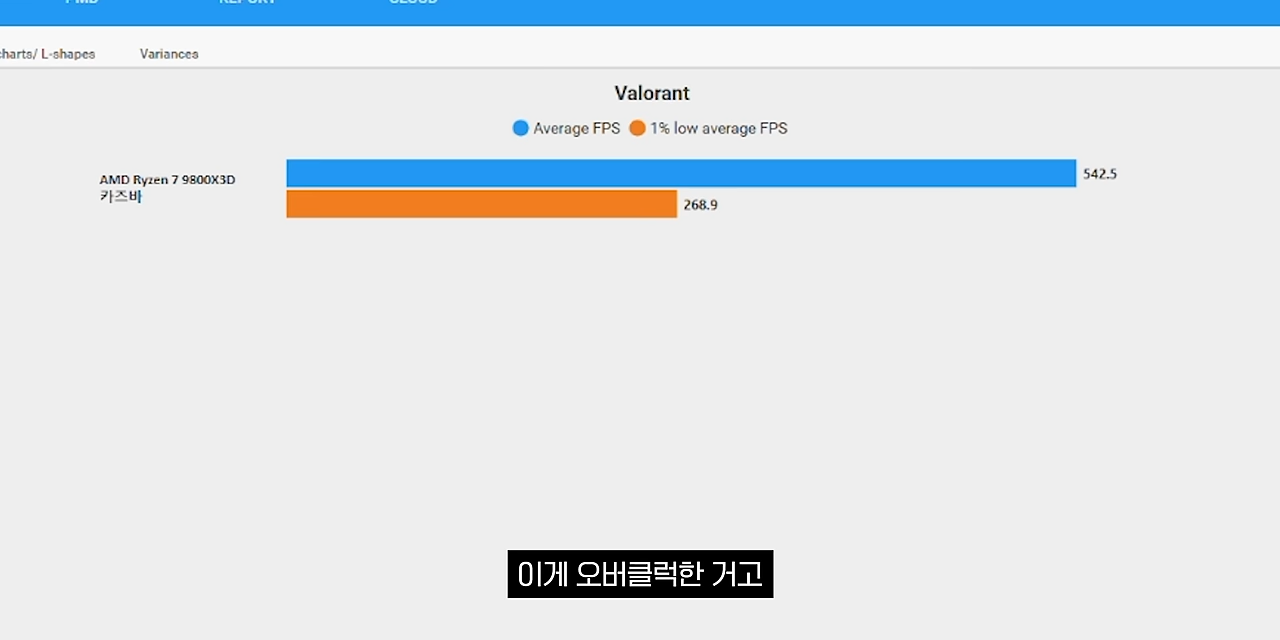 charts/ L-shapes Variances
Valorant
Average FPS 1% low average FPS
AMD Ryzen 7 9800X3D
카즈바
542.5
268.9
이게 오버클럭한 거고